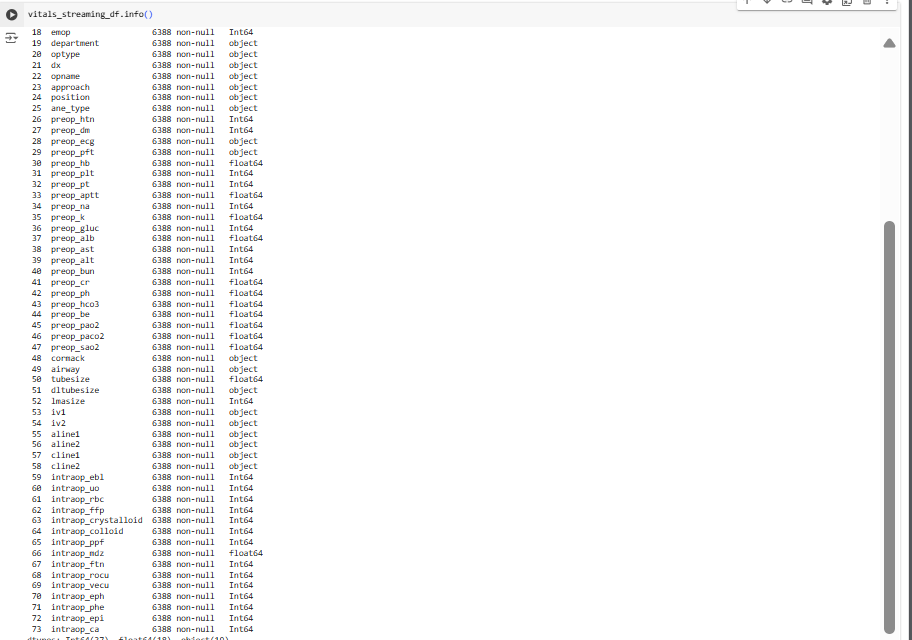 vitals_streaming_df.info()
18 emop 6388 non-null Int64
19 department 6388 non-null object
20 optype 6388 non-null object
21 dx 6388 non-null object
22 opname 6388 non-null object
23 approach 6388 non-null object
24 position 6388 non-null object
25 ane_type 6388 non-null object
26 preop_htn 6388 non-null Int64
27 preop_dm 6388 non-null Int64
28 preop_ecg 6388 non-null object
29 preop_pft 6388 non-null object
30 preop_hb 6388 non-null float64
31 preop_plt 6388 non-null Int64
32 preop_pt 6388 non-null Int64
33 preop_aptt 6388 non-null float64
34 preop_na 6388 non-null Int64
35 preop_k 6388 non-null float64
36 preop_gluc 6388 non-null Int64
37 preop_alb 6388 non-null float64
38 preop_ast 6388 non-null Int64
39 preop_alt 6388 non-null Int64
40 preop_bun 6388 non-null Int64
41 preop_cr 6388 non-null float64
42 preop_ph 6388 non-null float64
43 preop_hco3 6388 non-null float64
44 preop_be 6388 non-null float64
45 preop_pao2 6388 non-null float64
46 preop_paco2 6388 non-null float64
47 preop_sao2 6388 non-null float64
48 cormack 6388 non-null object
49 airway 6388 non-null object
50 tubesize 6388 non-null float64
51 dltubesize 6388 non-null object
52 lmasize 6388 non-null Int64
53 iv1 6388 non-null object
54 iv2 6388 non-null object
55 aline1 6388 non-null object
56 aline2 6388 non-null object
57 cline1 6388 non-null object
58 cline2 6388 non-null object
59 intraop_ebl 6388 non-null Int64
60 intraop_uo 6388 non-null Int64
61 intraop_rbc 6388 non-null Int64
62 intraop_ffp 6388 non-null Int64
63 intraop_crystalloid 6388 non-null Int64
64 intraop_colloid 6388 non-null Int64
65 intraop_ppf 6388 non-null Int64
66 intraop_mdz 6388 non-null float64
67 intraop_ftn 6388 non-null Int64
68 intraop_rocu 6388 non-null Int64
69 intraop_vecu 6388 non-null Int64
70 intraop_eph 6388 non-null Int64
71 intraop_phe 6388 non-null Int64
72 intraop_epi 6388 non-null Int64
73 intraop_ca 6388 non-null Int64